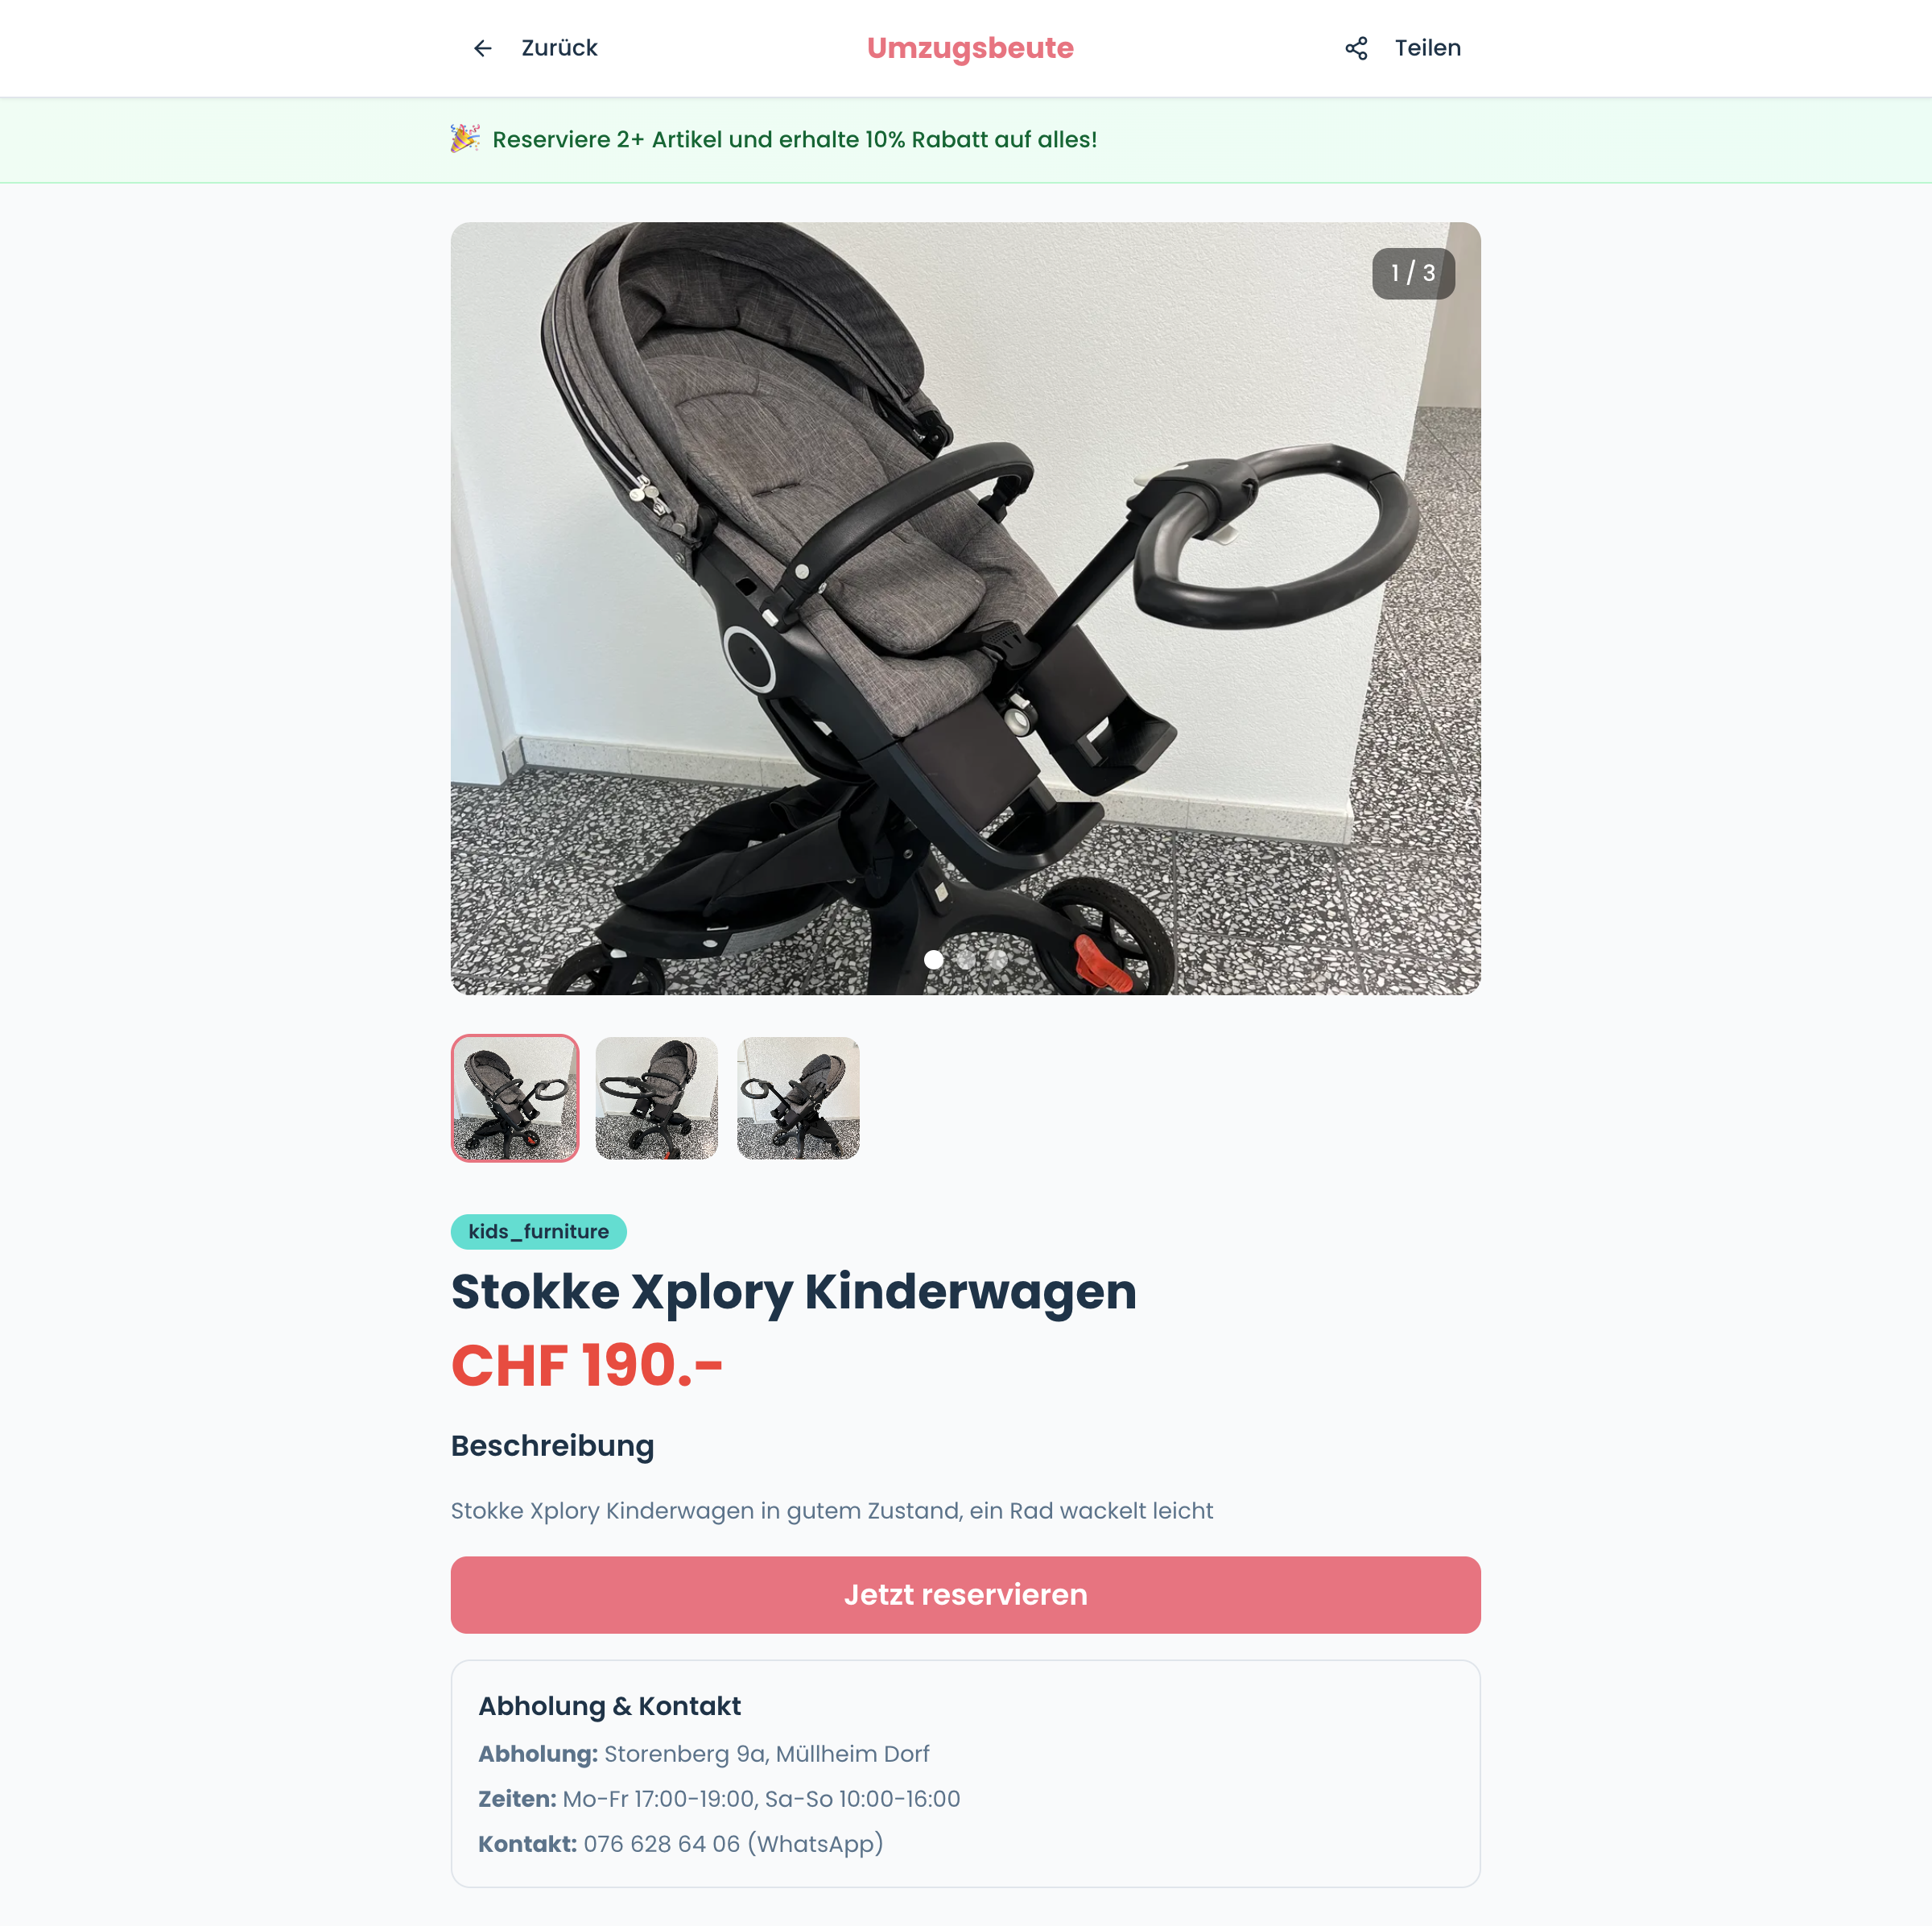 Zurück
Umzugsbeute
Teilen
🎉 Reserviere 2+ Artikel und erhalte 10% Rabatt auf alles!
1 / 3
kids_furniture
Stokke Xplory Kinderwagen
CHF 190.-
Beschreibung
Stokke Xplory Kinderwagen in gutem Zustand, ein Rad wackelt leicht
Jetzt reservieren
Abholung & Kontakt
Abholung: Storenberg 9a, Müllheim Dorf
Zeiten: Mo-Fr 17:00-19:00, Sa-So 10:00-16:00
Kontakt: 076 628 64 06 (WhatsApp)